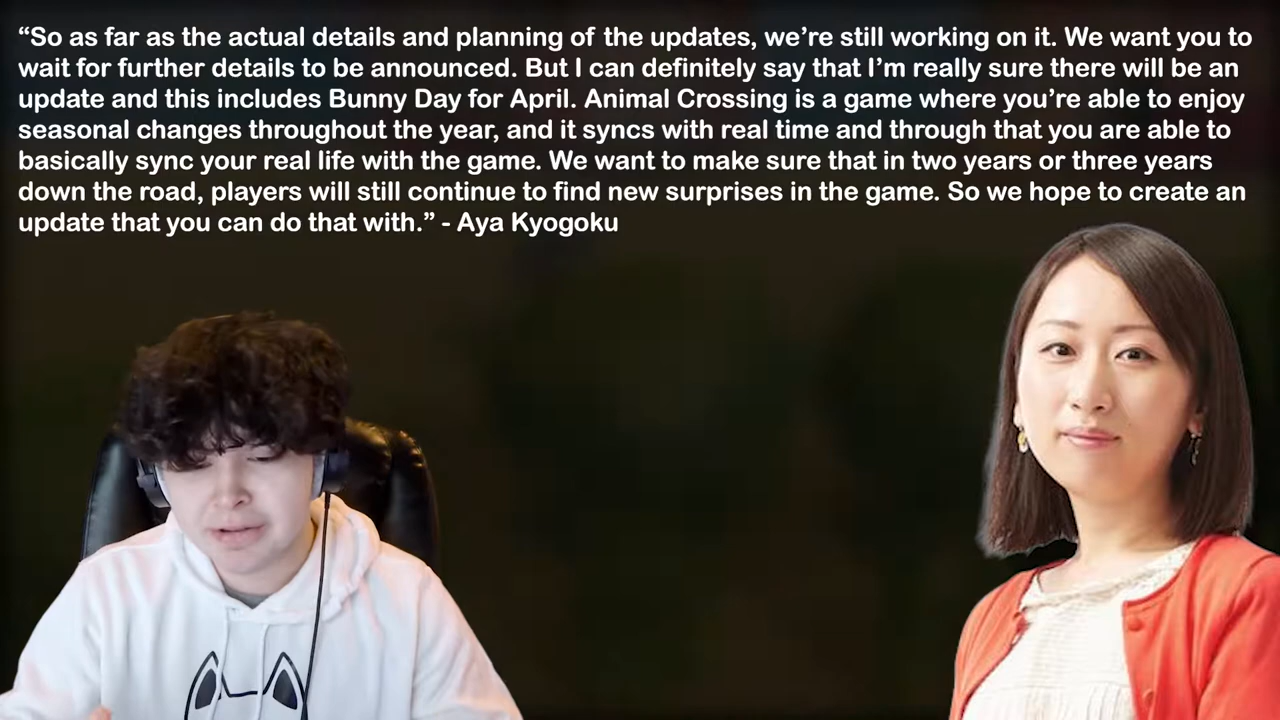 “So as far as the actual details and planning of the updates, we’re still working on it. We want you to
wait for further details to be announced. But I can definitely say that I’m really sure there will be an
update and this includes Bunny Day for April. Animal Crossing is a game where you’re able to enjoy
seasonal changes throughout the year, and it syncs with real time and through that you are able to
basically sync your real life with the game. We want to make sure that in two years or three years
down the road, players will still continue to find new surprises in the game. So we hope to create an
update that you can do that with.” - Aya Kyogoku